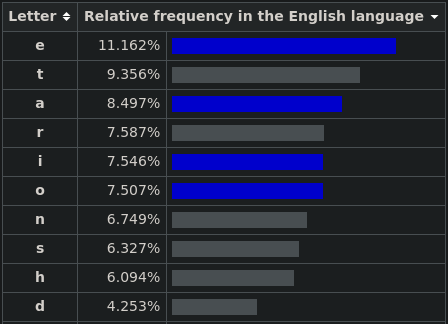 Letter Relative frequency in the English language
e 11.162%
t 9.356%
a 8.497%
r 7.587%
i 7.546%
o 7.507%
n 6.749%
s 6.327%
h 6.094%
d 4.253%